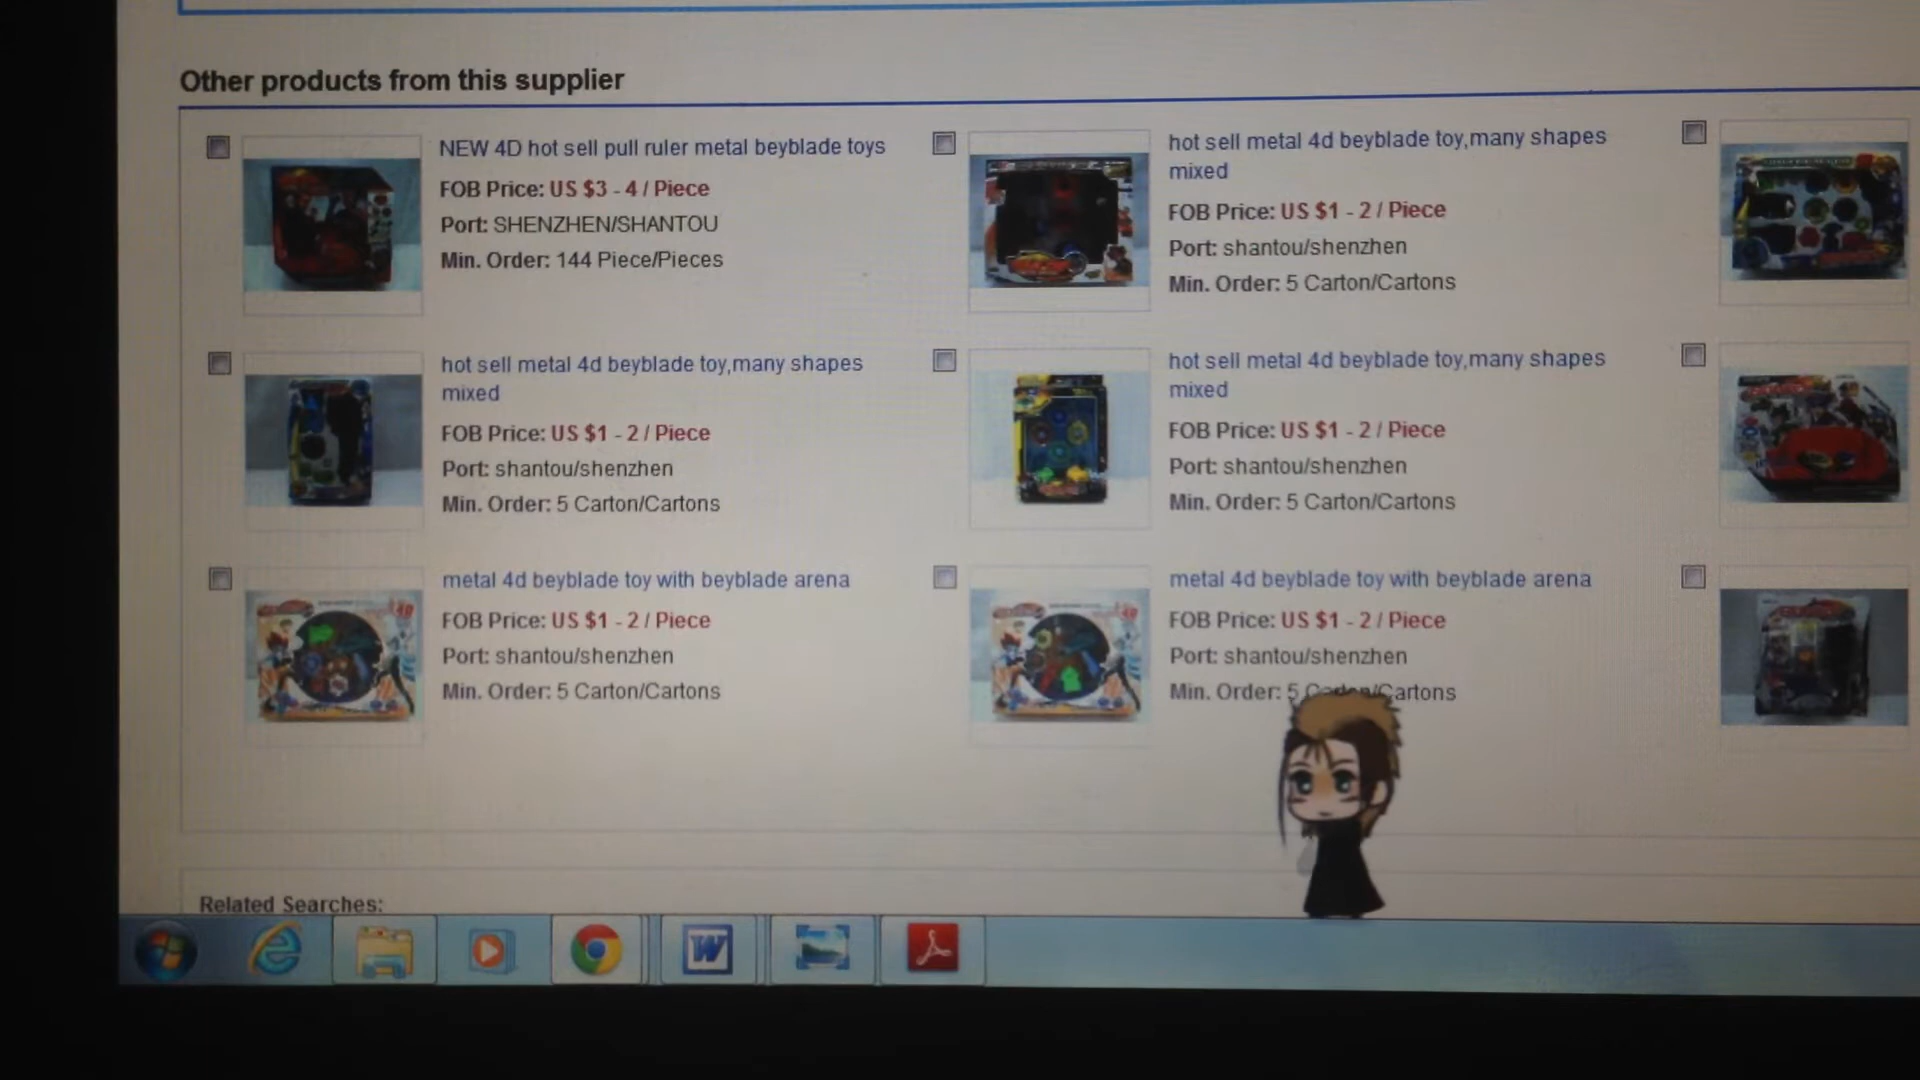 Other products from this supplier
NEW 4D hot sell pull ruler metal beyblade toys
FOB Price: US $3 - 4 / Piece
Port: SHENZHEN/SHANTOU
Min. Order: 144 Piece/Pieces
hot sell metal 4d beyblade toy,many shapes
mixed
FOB Price: US $1 - 2 / Piece
Port: shantou/shenzhen
Min. Order: 5 Carton/Cartons
hot sell metal 4d beyblade toy,many shapes
mixed
FOB Price: US $1 - 2 / Piece
Port: shantou/shenzhen
Min. Order: 5 Carton/Cartons
hot sell metal 4d beyblade toy,many shapes
mixed
FOB Price: US $1 - 2 / Piece
Port: shantou/shenzhen
Min. Order: 5 Carton/Cartons
metal 4d beyblade toy with beyblade arena
FOB Price: US $1 - 2 / Piece
Port: shantou/shenzhen
Min. Order: 5 Carton/Cartons
metal 4d beyblade toy with beyblade arena
FOB Price: US $1 - 2 / Piece
Port: shantou/shenzhen
Min. Order: 5 Carton/Cartons
Related Searches: